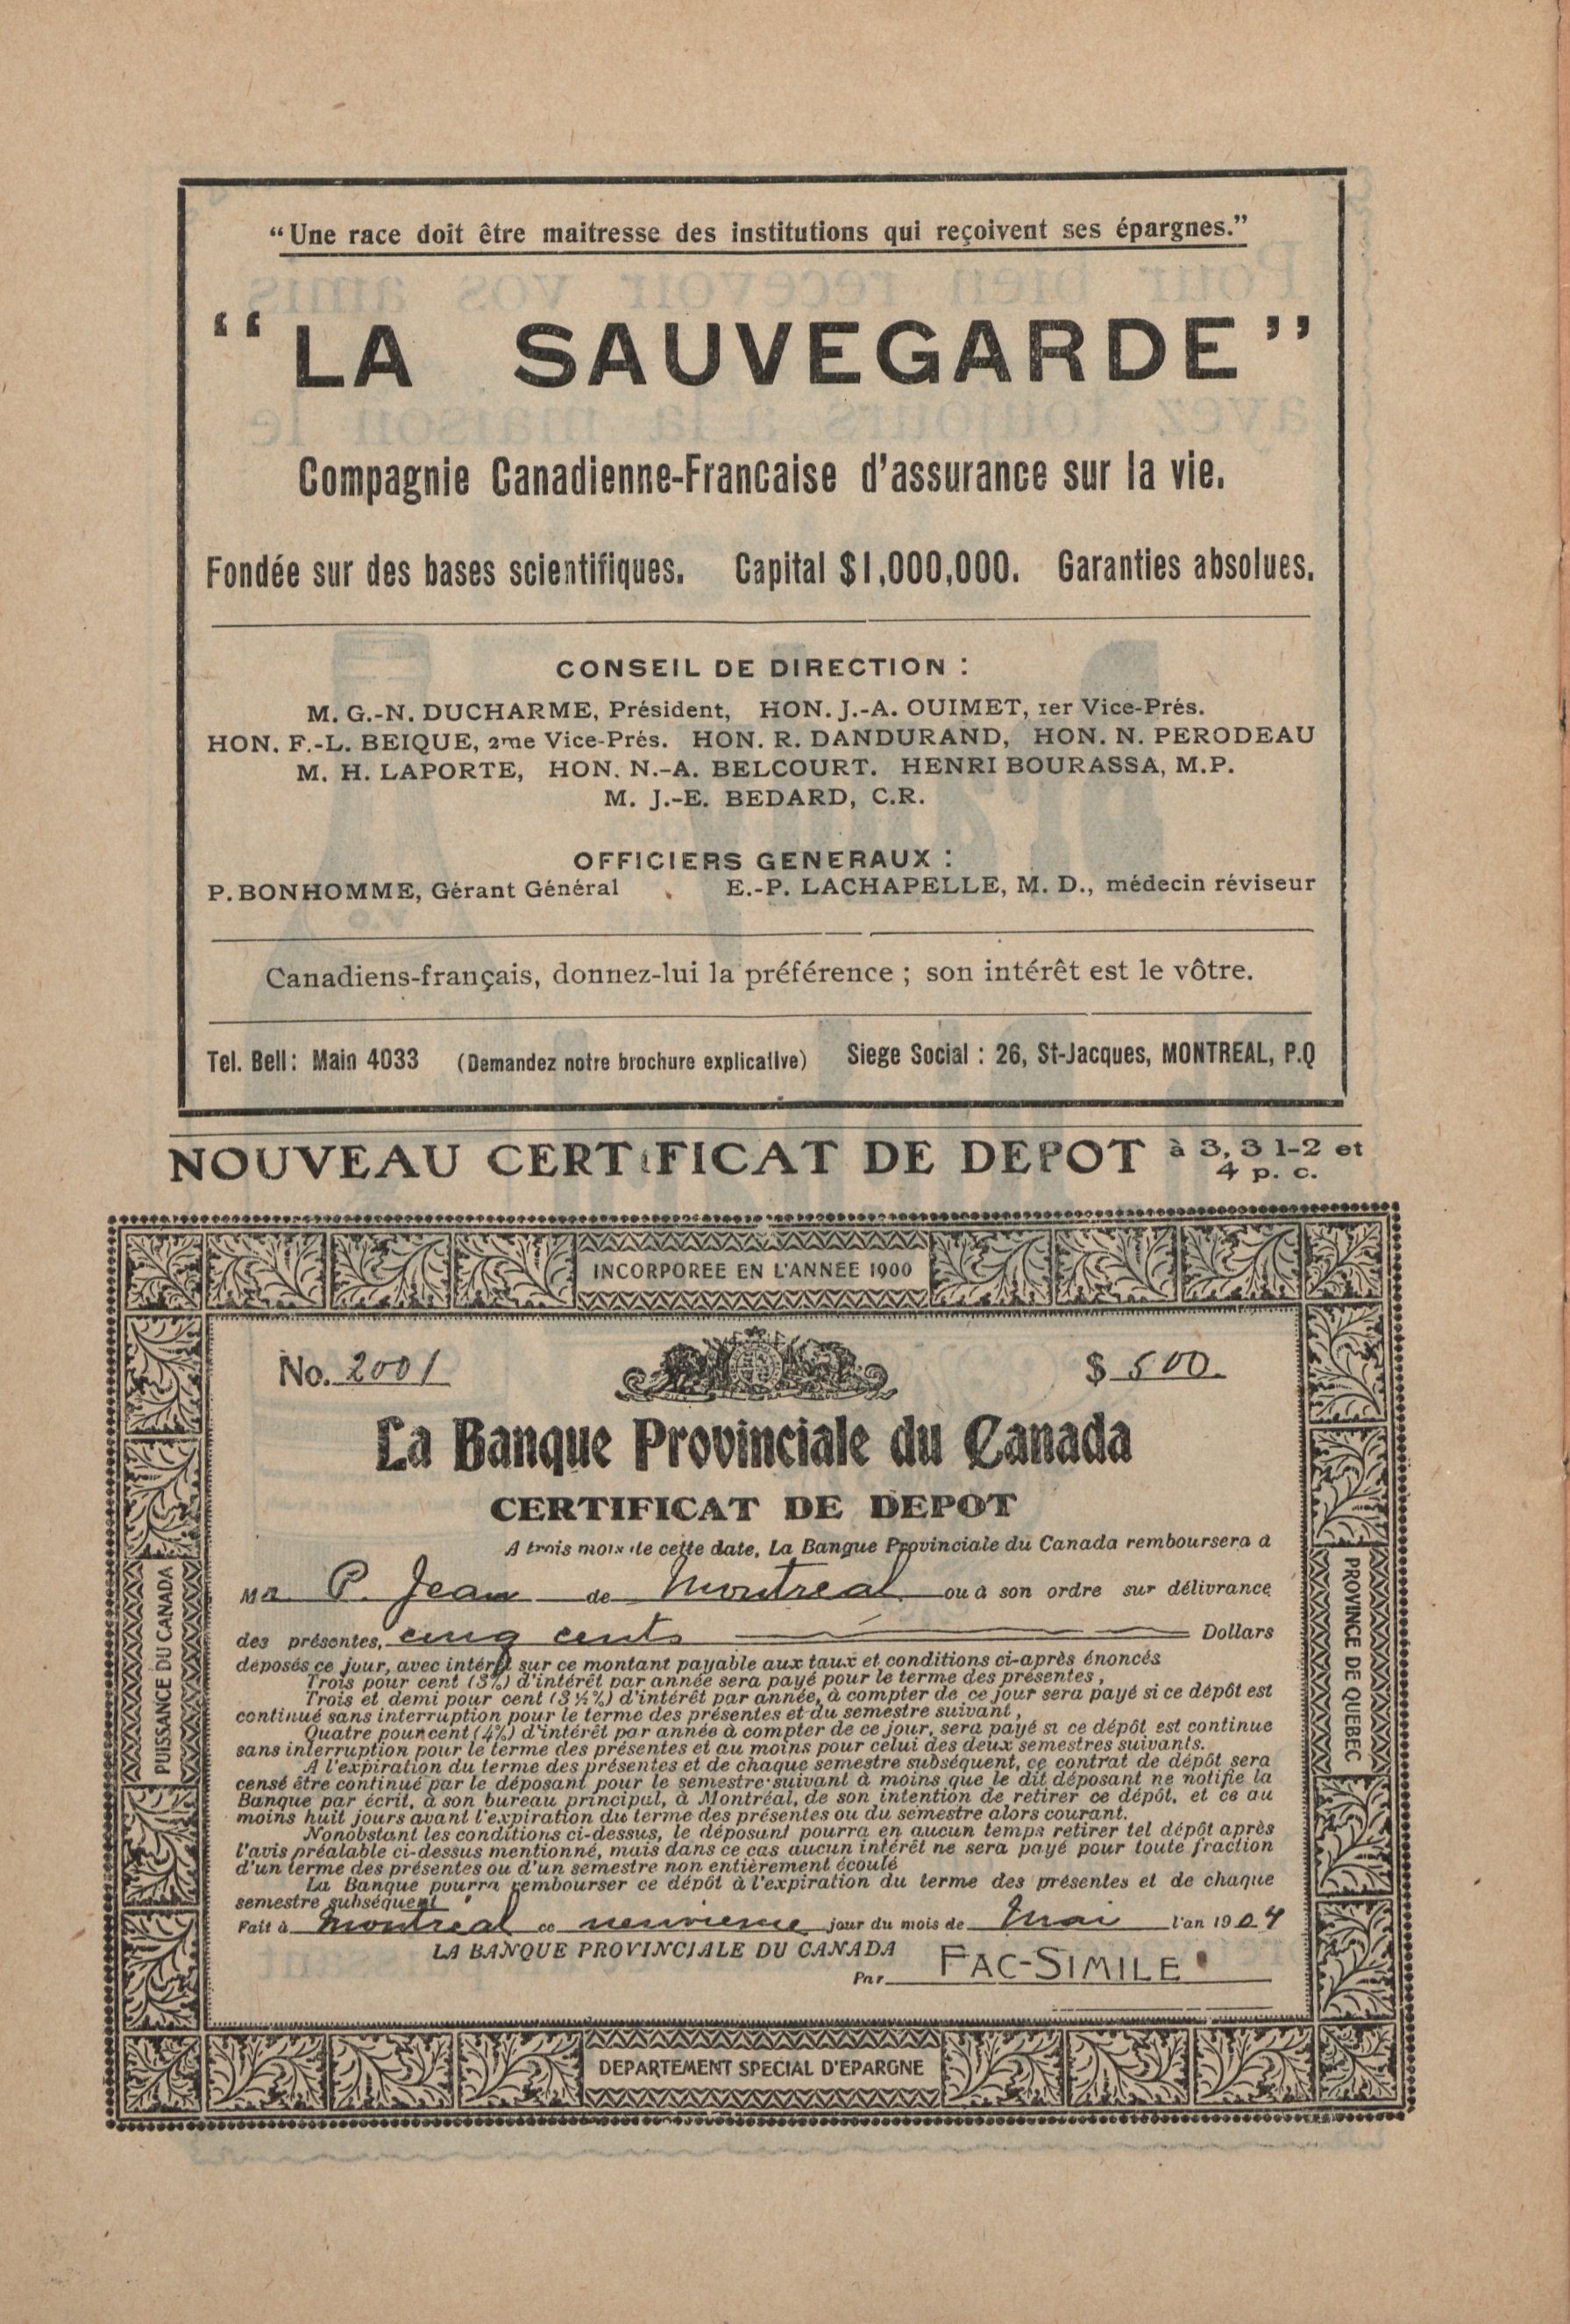 “Une race doit être maitresse des institutions qui reçoivent ses épargnes.”
“LA SAUVEGARDE”
Compagnie Canadienne-Francaise d’assurance sur la vie.
Fondée sur des bases scientifiques. Capital $1,000,000. Garanties absolues.
CONSEIL DE DIRECTION :
M. G.-N. DUCHARME, Président, HON. J.-A. OUIMET, 1er Vice-Prés.
HON. F.-L. BEIQUE, 2me Vice-Prés. HON. R. DANDURAND, HON. N. PERODEAU
M. H. LAPORTE, HON. N.-A. BELCOURT. HENRI BOURASSA, M.P.
M. J.-E. BEDARD, C.R.
OFFICIERS GENERAUX :
P. BONHOMME, Gérant Général E.-P. LACHAPELLE, M. D., médecin réviseur
Canadiens-français, donnez-lui la préférence ; son intérêt est le vôtre.
Tel. Bell: Main 4033 (Demandez notre brochure explicative) Siege Social : 26, St-Jacques, MONTREAL, P.Q
NOUVEAU CERTIFICAT DE DEPOT à 3, 3 1-2 et
4 p. c.
INCORPOREE EN L'ANNEE 1900
No. 2001 $ 500.
La Banque Provinciale du Canada
CERTIFICAT DE DEPOT
A trois mois de cette date, La Banque Provinciale du Canada remboursera à
Mr. P. Jean de Montreal ou à son ordre sur délivrance
des présentes, cinq cents Dollars
déposés ce jour, avec intérêt sur ce montant payable aux taux et conditions ci-après énoncés
Trois pour cent (3%) d'intérêt par année sera payé pour le terme des présentes,
Trois et demi pour cent (3 ½ %) d'intérêt par année, à compter de ce jour sera payé si ce dépôt est
continué sans interruption pour le terme des présentes et du semestre suivant,
Quatre pour cent (4%) d'intérêt par année à compter de ce jour, sera payé si ce dépôt est continue
sans interruption pour le terme des présentes et au moins pour celui des deux semestres suivants.
A l'expiration du terme des présentes et de chaque semestre subséquent, ce contrat de dépôt sera
censé être continué par le déposant pour le semestre suivant à moins que le dit déposant ne notifie la
Banque par écrit, à son bureau principal, à Montréal, de son intention de retirer ce dépôt, et ce au
moins huit jours avant l'expiration du terme des présentes ou du semestre alors courant.
Nonobstant les conditions ci-dessus, le déposant pourra en aucun temps retirer tel dépôt après
l'avis préalable ci-dessus mentionné, mais dans ce cas aucun intérêt ne sera payé pour toute fraction
d'un terme des présentes ou d'un semestre non entièrement écoulé
La Banque pourra rembourser ce dépôt à l'expiration du terme des présentes et de chaque
semestre subséquent
Fait à Montréal ce neuvieme jour du mois de Mai l'an 1904
LA BANQUE PROVINCIALE DU CANADA
Par FAC-SIMILE
PUISSANCE DU CANADA
PROVINCE DE QUEBEC
DEPARTEMENT SPECIAL D'EPARGNE